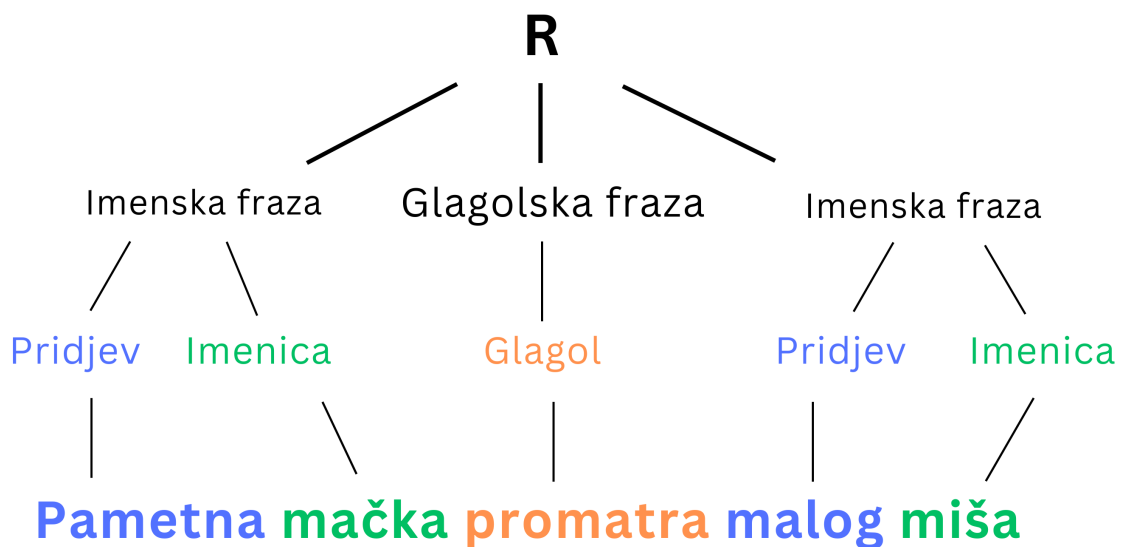 R
Imenska fraza Glagolska fraza Imenska fraza
Pridjev Imenica Glagol Pridjev Imenica
Pametna mačka promatra malog miša